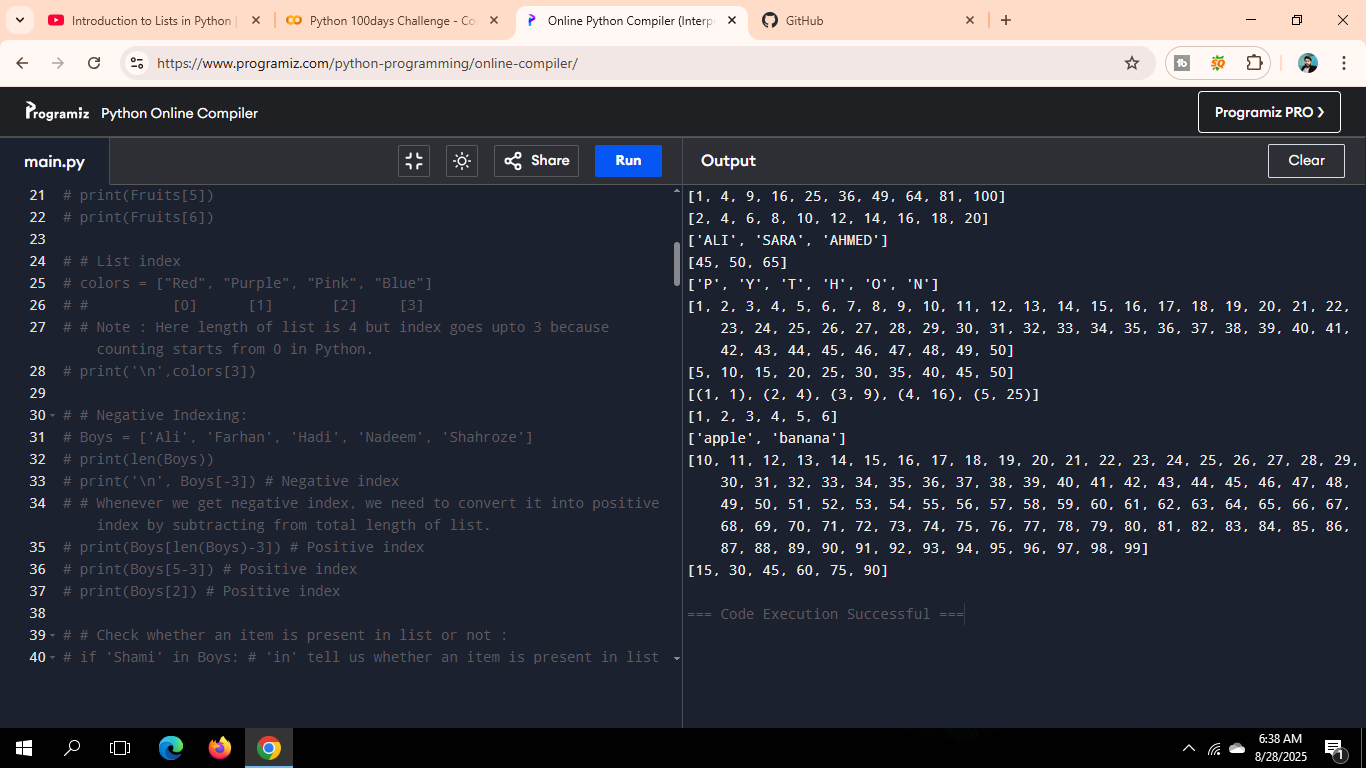 Introduction to Lists in Python |
Python 100days Challenge - Co
Online Python Compiler (Interp
GitHub
https://www.programiz.com/python-programming/online-compiler/
Programiz Python Online Compiler
Programiz PRO
main.py
Share
Run
Output
Clear
21 # print(Fruits[5])
22 # print(Fruits[6])
23
24 # # List index
25 # colors = ["Red", "Purple", "Pink", "Blue"]
26 # #          [0]      [1]       [2]     [3]
27 # # Note : Here length of list is 4 but index goes upto 3 because
counting starts from 0 in Python.
28 # print('\n',colors[3])
29
30 # # Negative Indexing:
31 # Boys = ['Ali', 'Farhan', 'Hadi', 'Nadeem', 'Shahroze']
32 # print(len(Boys))
33 # print('\n', Boys[-3]) # Negative index
34 # # Whenever we get negative index, we need to convert it into positive
index by subtracting from total length of list.
35 # print(Boys[len(Boys)-3]) # Positive index
36 # print(Boys[5-3]) # Positive index
37 # print(Boys[2]) # Positive index
38
39 # # Check whether an item is present in list or not :
40 # if 'Shami' in Boys: # 'in' tell us whether an item is present in list
[1, 4, 9, 16, 25, 36, 49, 64, 81, 100]
[2, 4, 6, 8, 10, 12, 14, 16, 18, 20]
['ALI', 'SARA', 'AHMED']
[45, 50, 65]
['P', 'Y', 'T', 'H', 'O', 'N']
[1, 2, 3, 4, 5, 6, 7, 8, 9, 10, 11, 12, 13, 14, 15, 16, 17, 18, 19, 20, 21, 22,
23, 24, 25, 26, 27, 28, 29, 30, 31, 32, 33, 34, 35, 36, 37, 38, 39, 40, 41,
42, 43, 44, 45, 46, 47, 48, 49, 50]
[5, 10, 15, 20, 25, 30, 35, 40, 45, 50]
[(1, 1), (2, 4), (3, 9), (4, 16), (5, 25)]
[1, 2, 3, 4, 5, 6]
['apple', 'banana']
[10, 11, 12, 13, 14, 15, 16, 17, 18, 19, 20, 21, 22, 23, 24, 25, 26, 27, 28, 29,
30, 31, 32, 33, 34, 35, 36, 37, 38, 39, 40, 41, 42, 43, 44, 45, 46, 47, 48,
49, 50, 51, 52, 53, 54, 55, 56, 57, 58, 59, 60, 61, 62, 63, 64, 65, 66, 67,
68, 69, 70, 71, 72, 73, 74, 75, 76, 77, 78, 79, 80, 81, 82, 83, 84, 85, 86,
87, 88, 89, 90, 91, 92, 93, 94, 95, 96, 97, 98, 99]
[15, 30, 45, 60, 75, 90]
=== Code Execution Successful ===
6:38 AM
8/28/2025
1